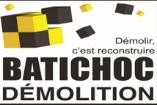 Démolir,
c'est reconstruire
BATICHOC
DÉMOLITION